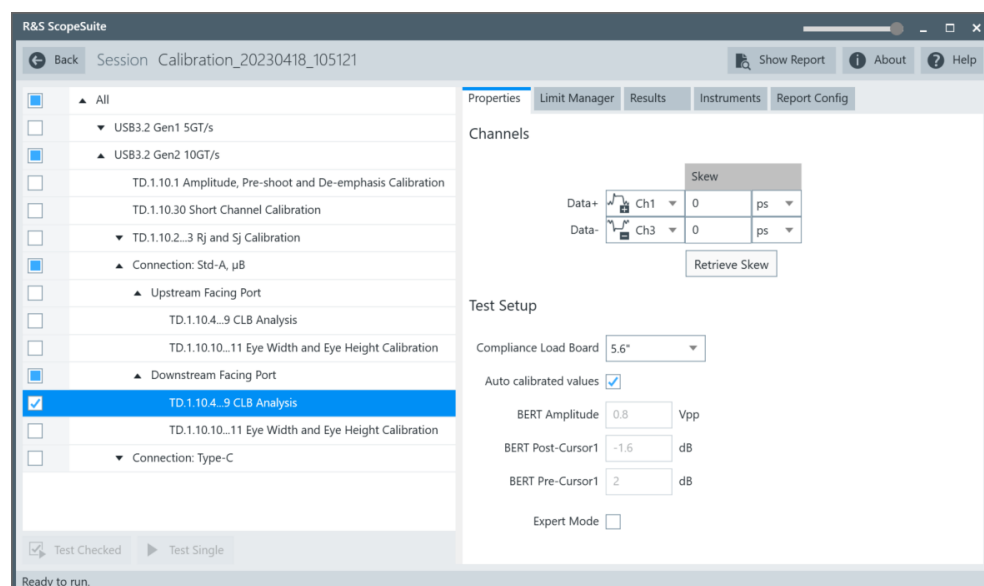 R&S ScopeSuite
Back Session Calibration_20230418_105121 Show Report About Help
All
USB3.2 Gen1 5GT/s
USB3.2 Gen2 10GT/s
TD.1.10.1 Amplitude, Pre-shoot and De-emphasis Calibration
TD.1.10.30 Short Channel Calibration
TD.1.10.2...3 Rj and Sj Calibration
Connection: Std-A, µB
Upstream Facing Port
TD.1.10.4...9 CLB Analysis
TD.1.10.10...11 Eye Width and Eye Height Calibration
Downstream Facing Port
TD.1.10.4...9 CLB Analysis
TD.1.10.10...11 Eye Width and Eye Height Calibration
Connection: Type-C
Test Checked Test Single
Properties Limit Manager Results Instruments Report Config
Channels
Skew
Data+ Ch1 0 ps
Data- Ch3 0 ps
Retrieve Skew
Test Setup
Compliance Load Board 5.6"
Auto calibrated values
BERT Amplitude 0.8 Vpp
BERT Post-Cursor1 -1.6 dB
BERT Pre-Cursor1 2 dB
Expert Mode
Ready to run.